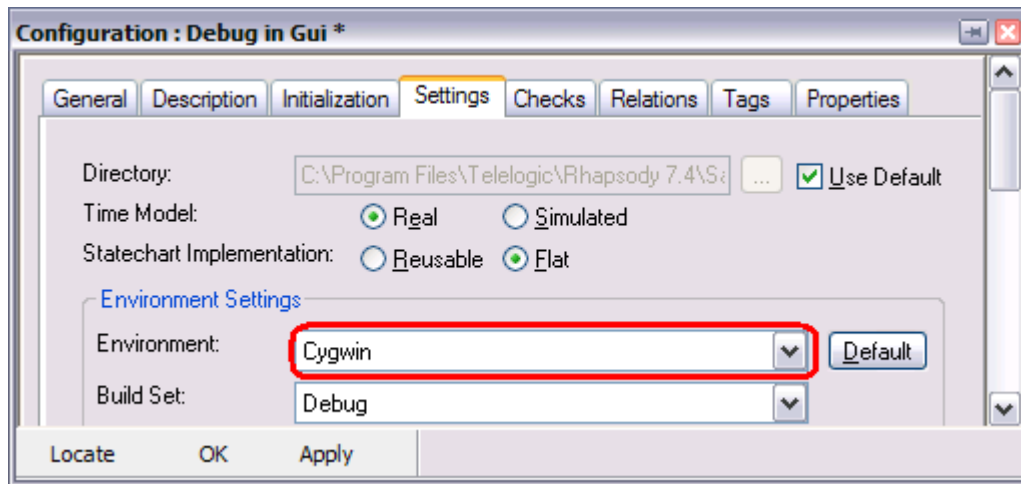 Configuration : Debug in Gui *
General Description Initialization Settings Checks Relations Tags Properties
Directory: C:\Program Files\Telelogic\Rhapsody 7.4\Sa ... Use Default
Time Model: Real Simulated
Statechart Implementation: Reusable Flat
Environment Settings
Environment: Cygwin Default
Build Set: Debug
Locate OK Apply